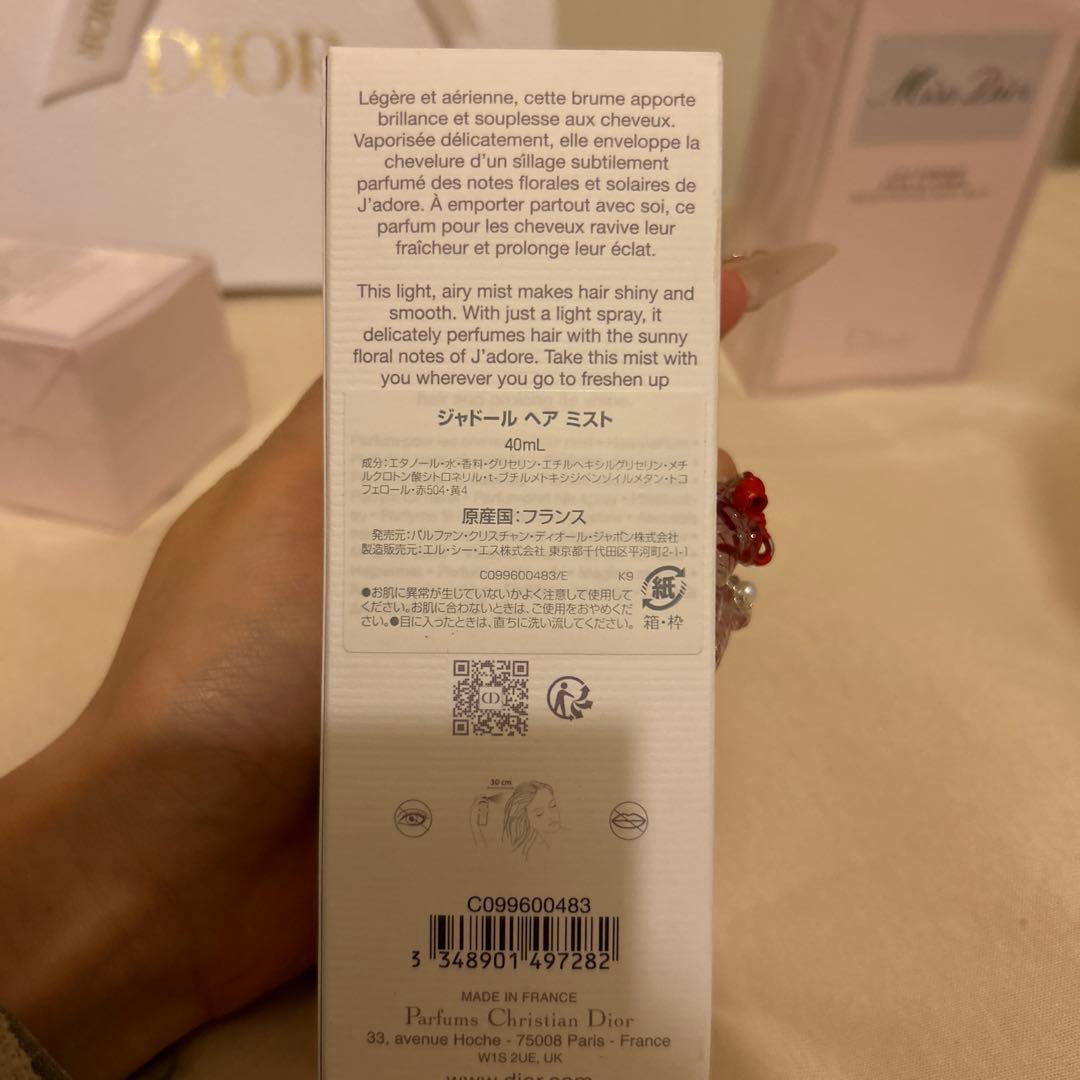 DIOR
Miss Dior
Dior
Légère et aérienne, cette brume apporte
brillance et souplesse aux cheveux.
Vaporisée délicatement, elle enveloppe la
chevelure d'un sillage subtilement
parfumé des notes florales et solaires de
J'adore. À emporter partout avec soi, ce
parfum pour les cheveux ravive leur
fraîcheur et prolonge leur éclat.
This light, airy mist makes hair shiny and
smooth. With just a light spray, it
delicately perfumes hair with the sunny
floral notes of J'adore. Take this mist with
you wherever you go to freshen up
ジャドール ヘア ミスト
40mL
成分:エタノール・水・香料・グリセリン・エチルヘキシルグリセリン・メチ
ルクロトン酸シトロネリル・t-ブチルメトキシジベンゾイルメタン・トコ
フェロール・赤504・黄4
原産国:フランス
発売元:パルファン・クリスチャン・ディオール・ジャポン株式会社
製造販売元:エル・シー・エス株式会社 東京都千代田区平河町2-1-1
C099600483/E K9
●お肌に異常が生じていないかよく注意して使用して
ください。お肌に合わないときは、ご使用をおやめくだ
さい。●目に入ったときは、直ちに洗い流してください。
紙
箱・枠
CD
30 cm
C099600483
3 348901 497282
MADE IN FRANCE
Parfums Christian Dior
33, avenue Hoche - 75008 Paris - France
W1S 2UE, UK
www.dior.com